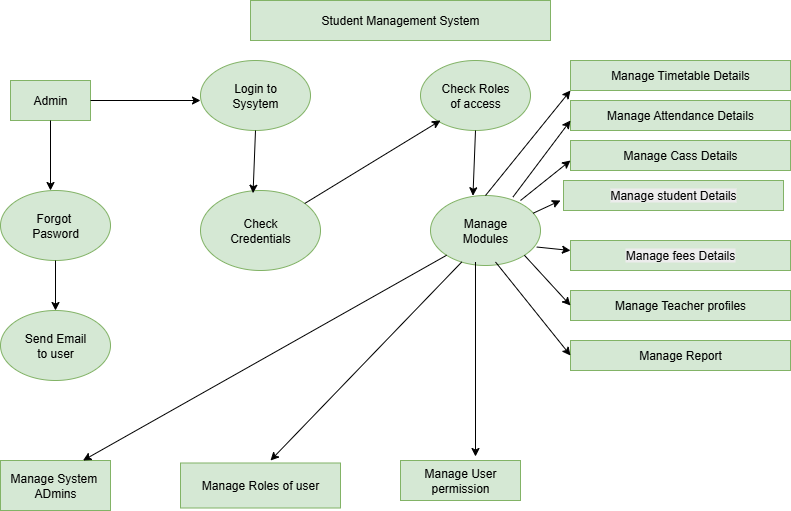 Student Management System
Admin
Login to
Sysytem
Check Roles
of access
Manage Timetable Details
Manage Attendance Details
Manage Cass Details
Manage student Details
Forgot
Pasword
Check
Credentials
Manage
Modules
Manage fees Details
Manage Teacher profiles
Send Email
to user
Manage Report
Manage System
ADmins
Manage Roles of user
Manage User
permission